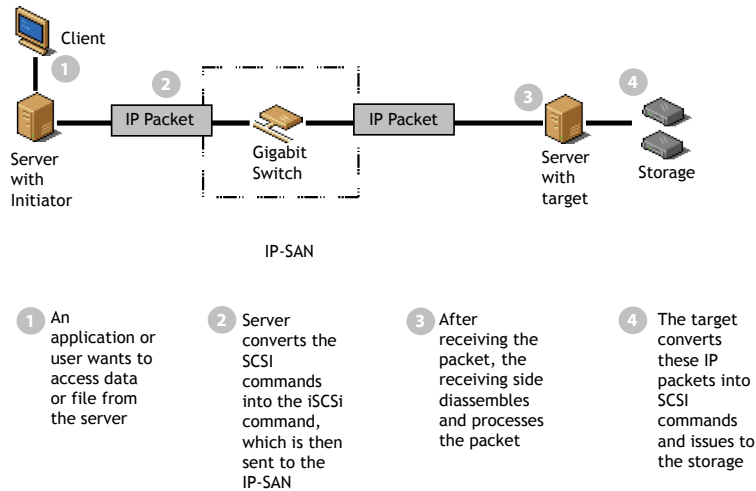 Client
1
2
3
4
IP Packet
IP Packet
Server
with
Initiator
Gigabit
Switch
Server
with
target
Storage
IP-SAN
1
An
application or
user wants to
access data
or file from
the server
2
Server
converts the
SCSI
commands
into the iSCSi
command,
which is then
sent to the
IP-SAN
3
After
receiving the
packet, the
receiving side
diassembles
and processes
the packet
4
The target
converts
these IP
packets into
SCSI
commands
and issues to
the storage